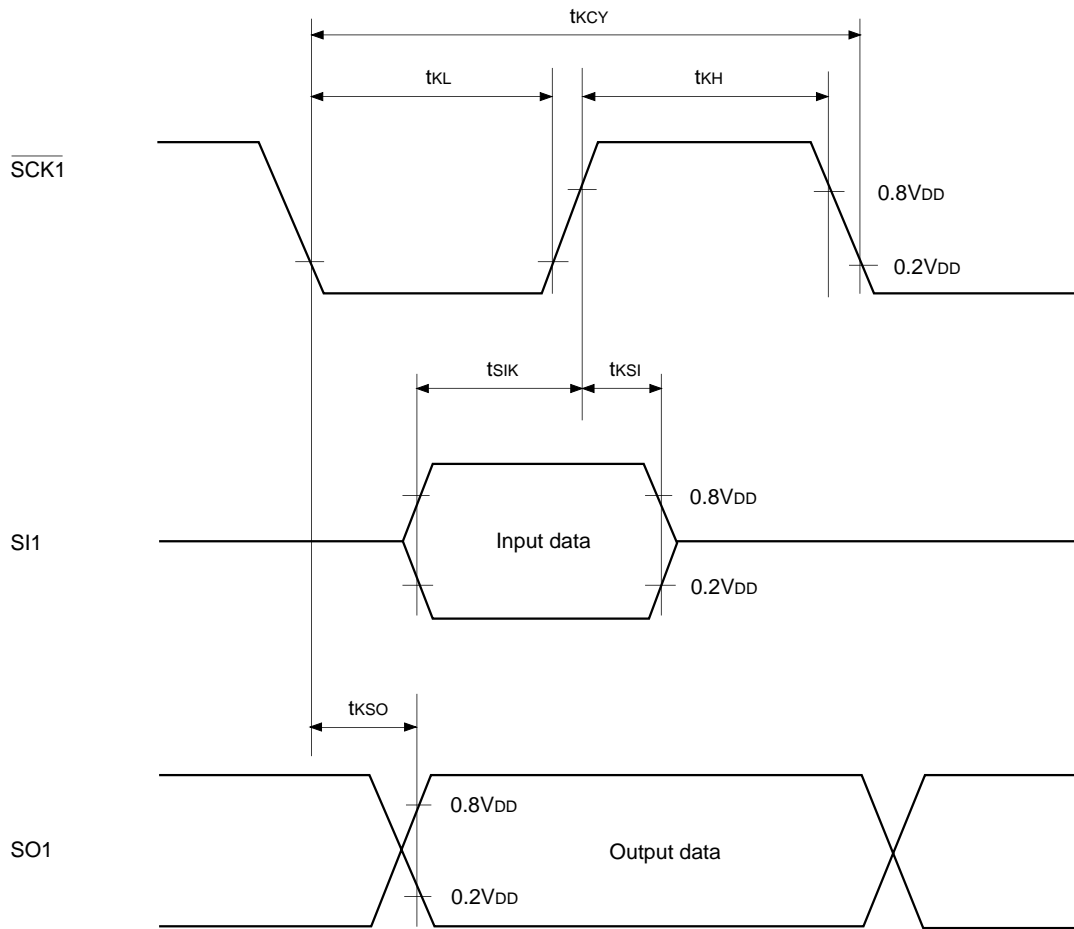 tKCY
tKL
tKH
SCK1
0.8VDD
0.2VDD
tSIK
tKSI
0.8VDD
SI1
Input data
0.2VDD
tKSO
0.8VDD
SO1
Output data
0.2VDD